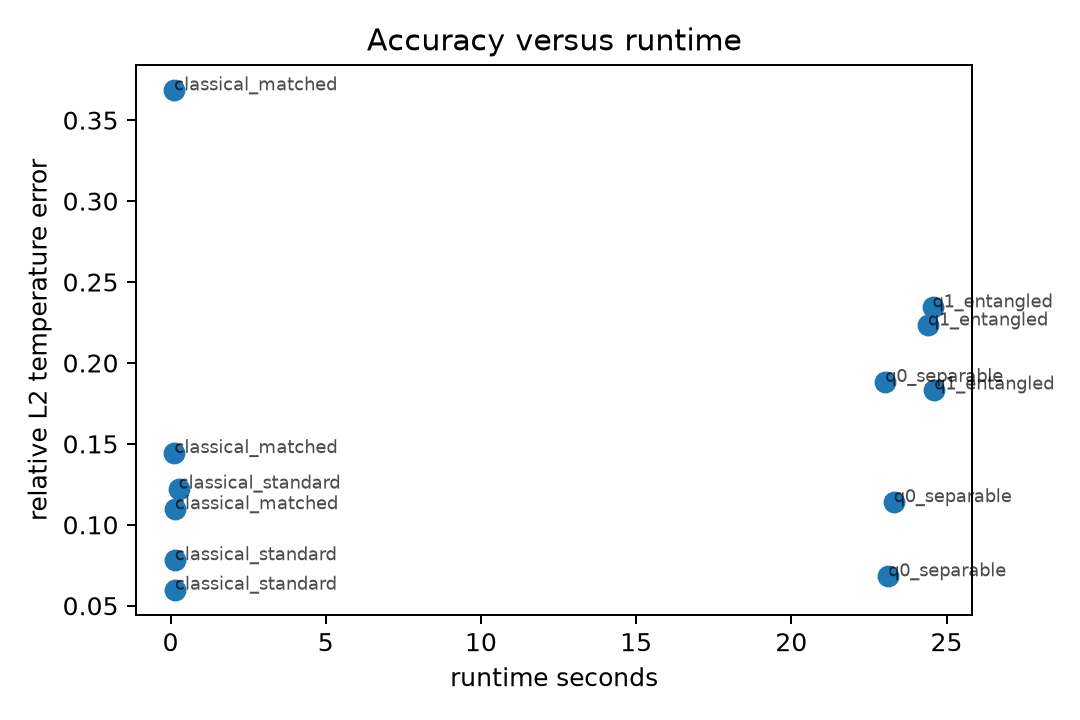 Accuracy versus runtime
classical_matched
0.35
0.30
0.25
q1_entangled
q1_entangled
0.20
q0_separable
q1_entangled
0.15
classical_matched
classical_standard
classical_matched
q0_separable
0.10
classical_standard
q0_separable
classical_standard
0.05
relative L2 temperature error
0 5 10 15 20 25
runtime seconds